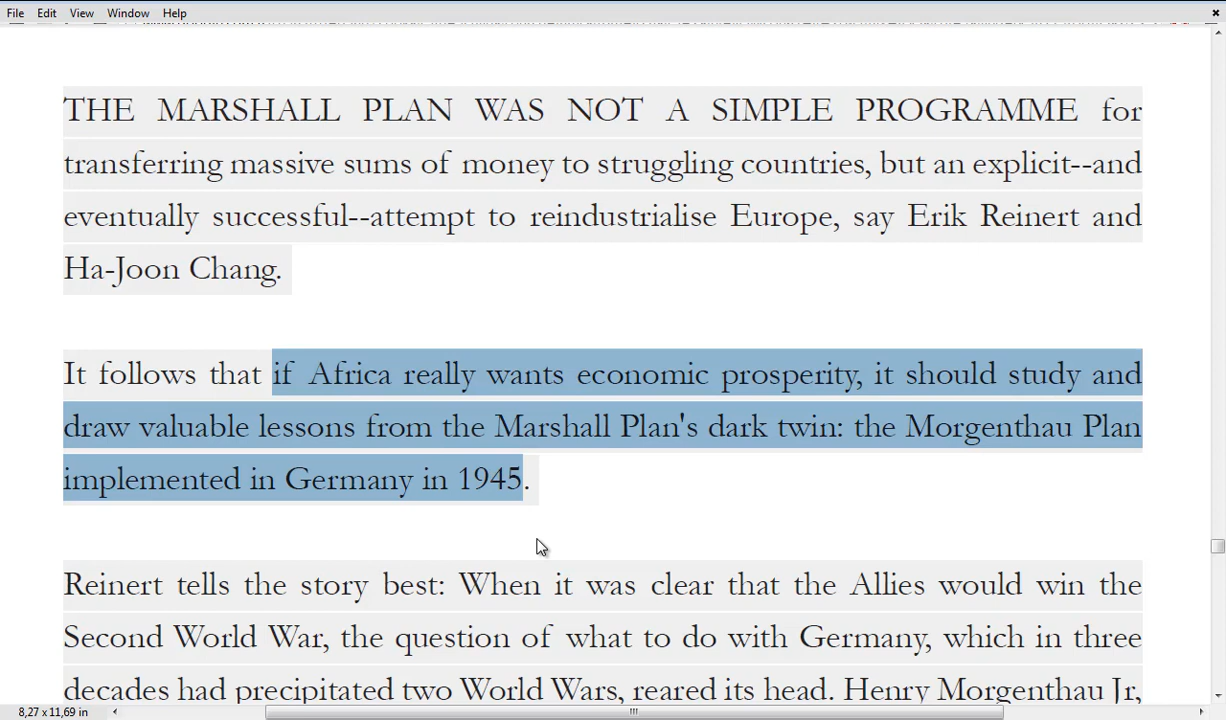 File Edit View Window Help
THE MARSHALL PLAN WAS NOT A SIMPLE PROGRAMME for
transferring massive sums of money to struggling countries, but an explicit--and
eventually successful--attempt to reindustrialise Europe, say Erik Reinert and
Ha-Joon Chang.
It follows that if Africa really wants economic prosperity, it should study and
draw valuable lessons from the Marshall Plan's dark twin: the Morgenthau Plan
implemented in Germany in 1945.
Reinert tells the story best: When it was clear that the Allies would win the
Second World War, the question of what to do with Germany, which in three
decades had precipitated two World Wars, reared its head. Henry Morgenthau Jr,
8,27 x 11,69 in